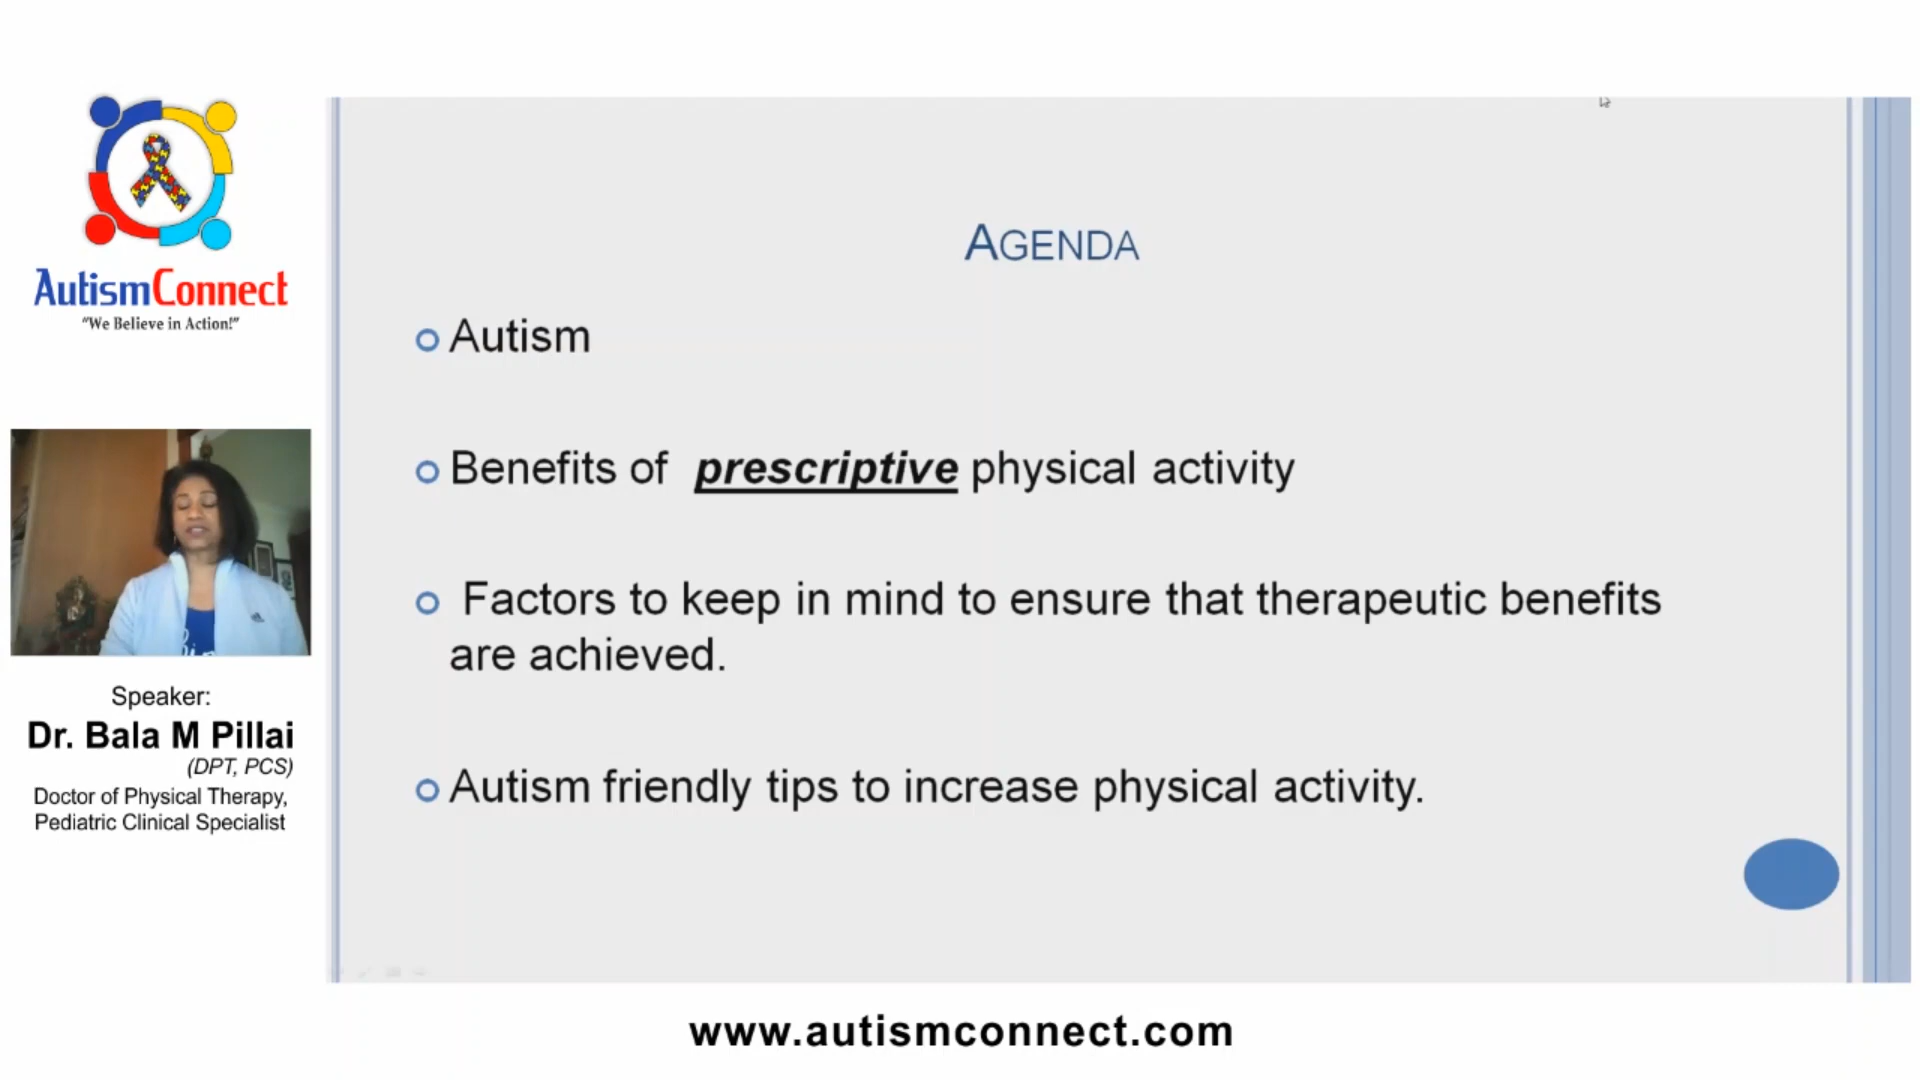 AutismConnect
"We Believe in Action!"
Speaker:
Dr. Bala M Pillai
(DPT, PCS)
Doctor of Physical Therapy,
Pediatric Clinical Specialist
AGENDA
Autism
Benefits of prescriptive physical activity
Factors to keep in mind to ensure that therapeutic benefits
are achieved.
Autism friendly tips to increase physical activity.
www.autismconnect.com